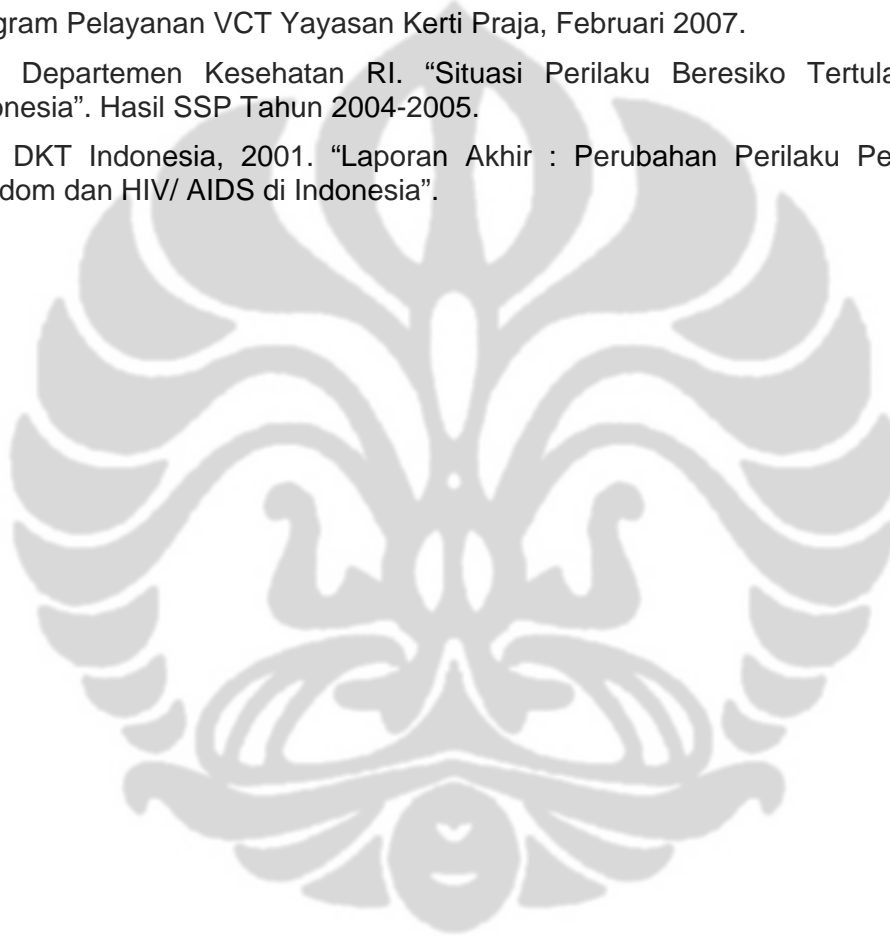 gram Pelayanan VCT Yayasan Kerti Praja, Februari 2007.
Departemen Kesehatan RI. “Situasi Perilaku Beresiko Tertula
onesia”. Hasil SSP Tahun 2004-2005.
DKT Indonesia, 2001. “Laporan Akhir : Perubahan Perilaku Pe
dom dan HIV/ AIDS di Indonesia”.